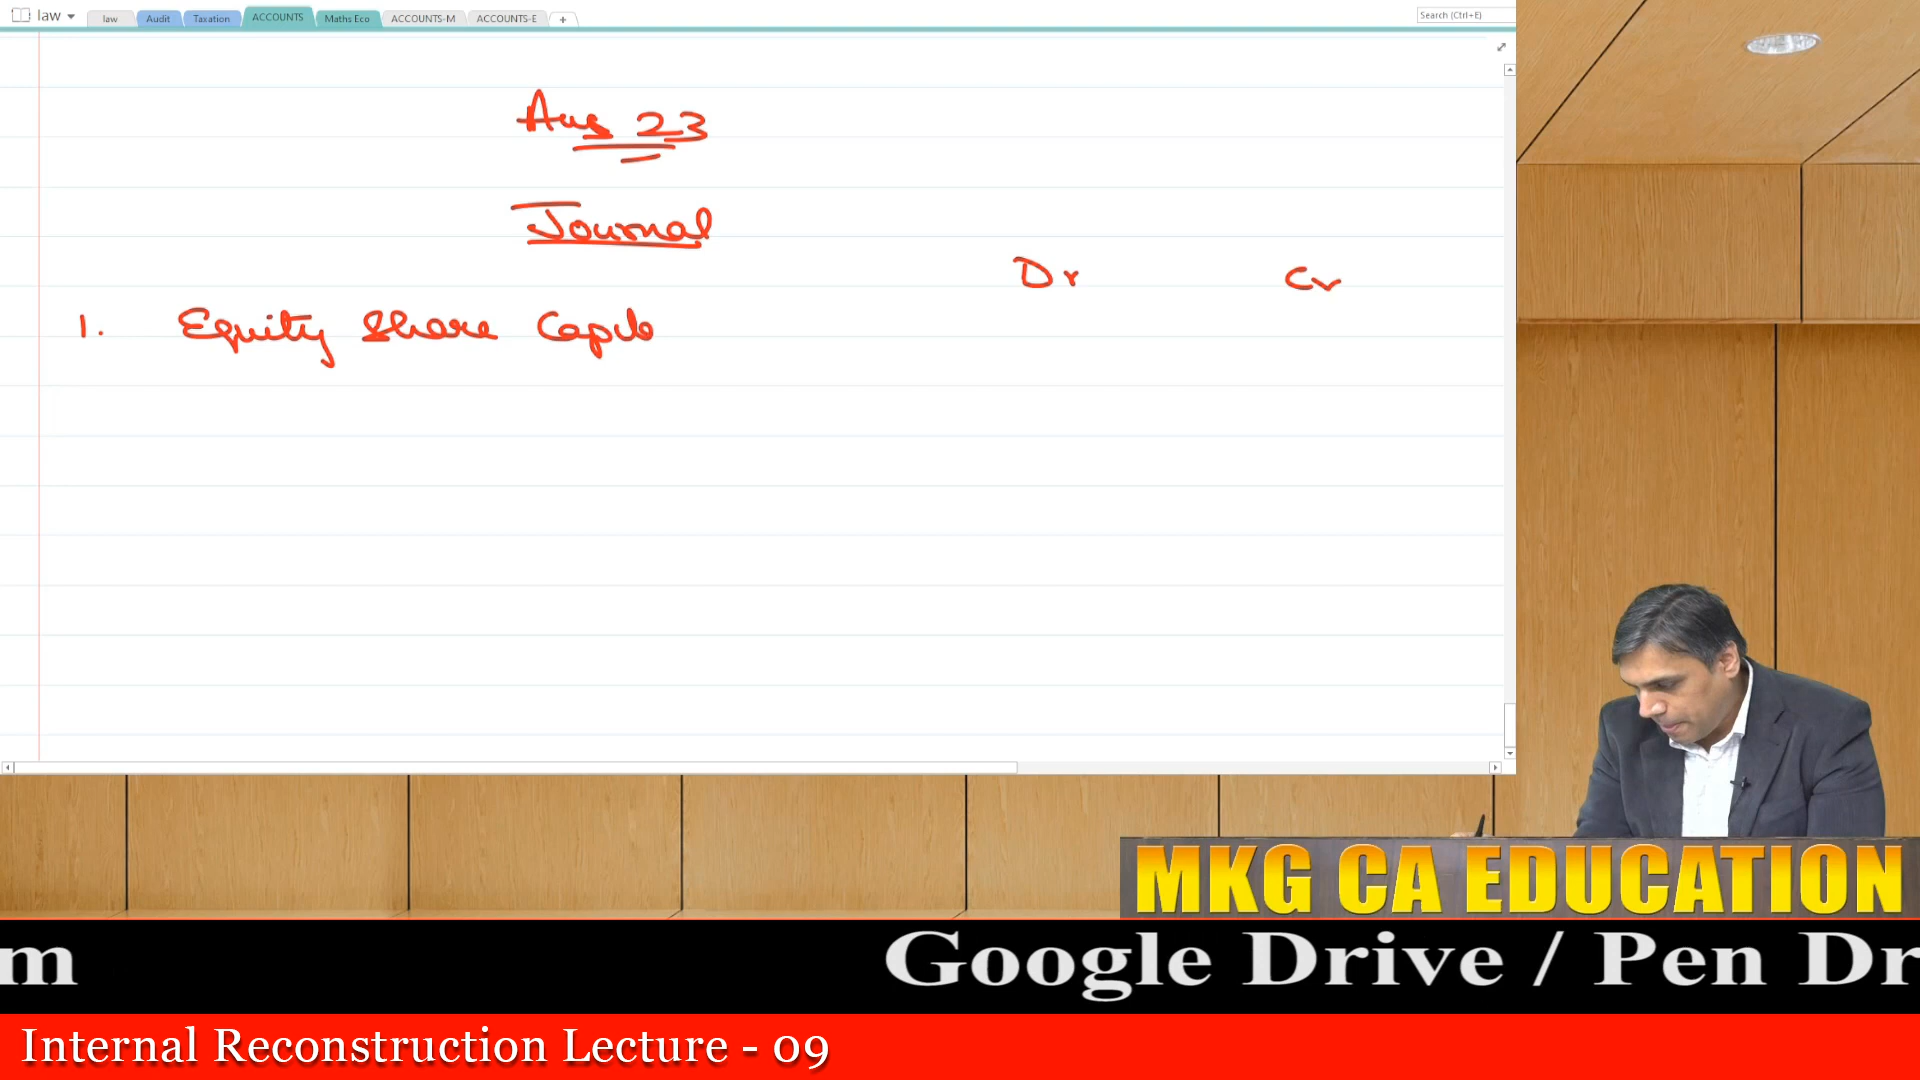 law
law Audit Taxation ACCOUNTS Maths Eco ACCOUNTS-M ACCOUNTS-E +
Search (Ctrl+E)
Aug 23
Journal
Dr Cr
1. Equity Share Capit
MKG CA EDUCATION
m Google Drive / Pen Dr
Internal Reconstruction Lecture - 09